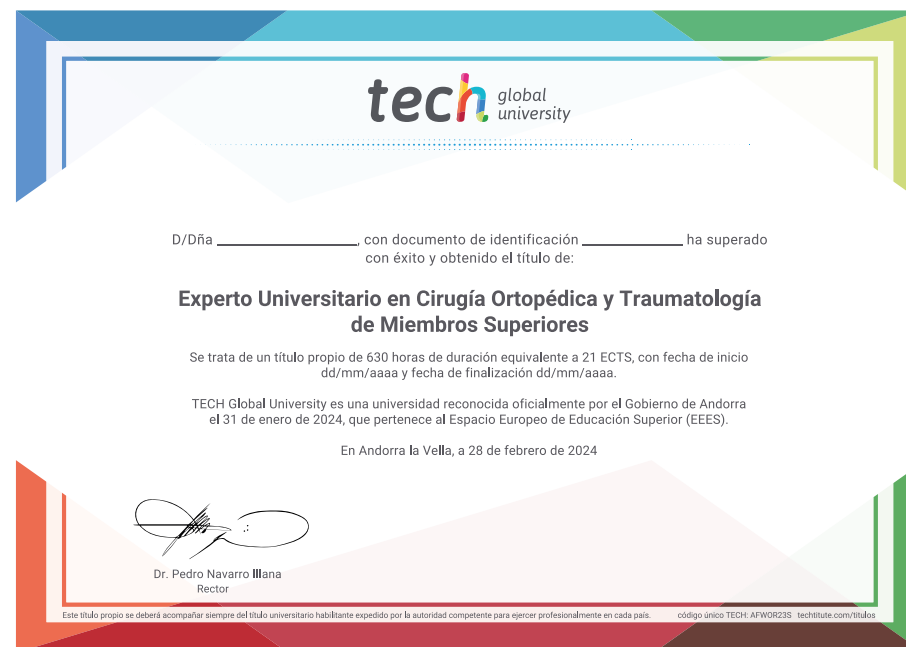 tech global university
D/Dña ____________________, con documento de identificación ______________ ha superado
con éxito y obtenido el título de:
Experto Universitario en Cirugía Ortopédica y Traumatología
de Miembros Superiores
Se trata de un título propio de 630 horas de duración equivalente a 21 ECTS, con fecha de inicio
dd/mm/aaaa y fecha de finalización dd/mm/aaaa.
TECH Global University es una universidad reconocida oficialmente por el Gobierno de Andorra
el 31 de enero de 2024, que pertenece al Espacio Europeo de Educación Superior (EEES).
En Andorra la Vella, a 28 de febrero de 2024
Dr. Pedro Navarro Illana
Rector
Este título propio se deberá acompañar siempre del título universitario habilitante expedido por la autoridad competente para ejercer profesionalmente en cada país. código único TECH: AFWOR23S techtitute.com/titulos